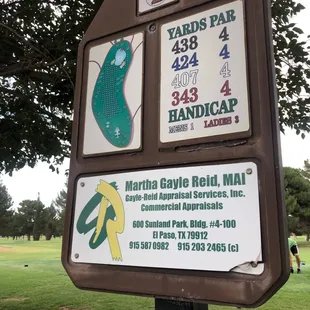 YARDS PAR
438 4
424 4
407 4
343 4
HANDICAP
MENS 1 LADIES 3
Martha Gayle Reid, MAI
Gayle-Reid Appraisal Services, Inc.
Commercial Appraisals
600 Sunland Park, Bldg. #4-100
El Paso, TX 79912
915 587 0982 915 203 2465 (c)